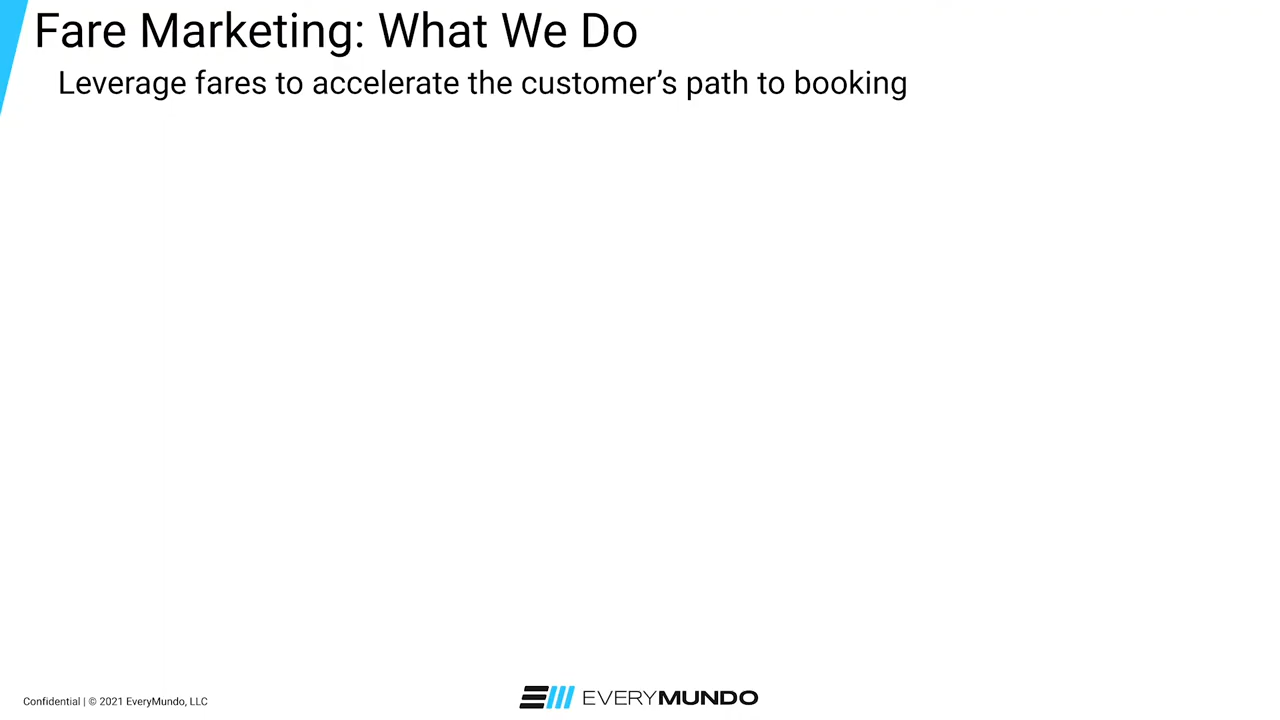 Fare Marketing: What We Do
Leverage fares to accelerate the customer’s path to booking
Confidential | © 2021 EveryMundo, LLC
EVERYMUNDO